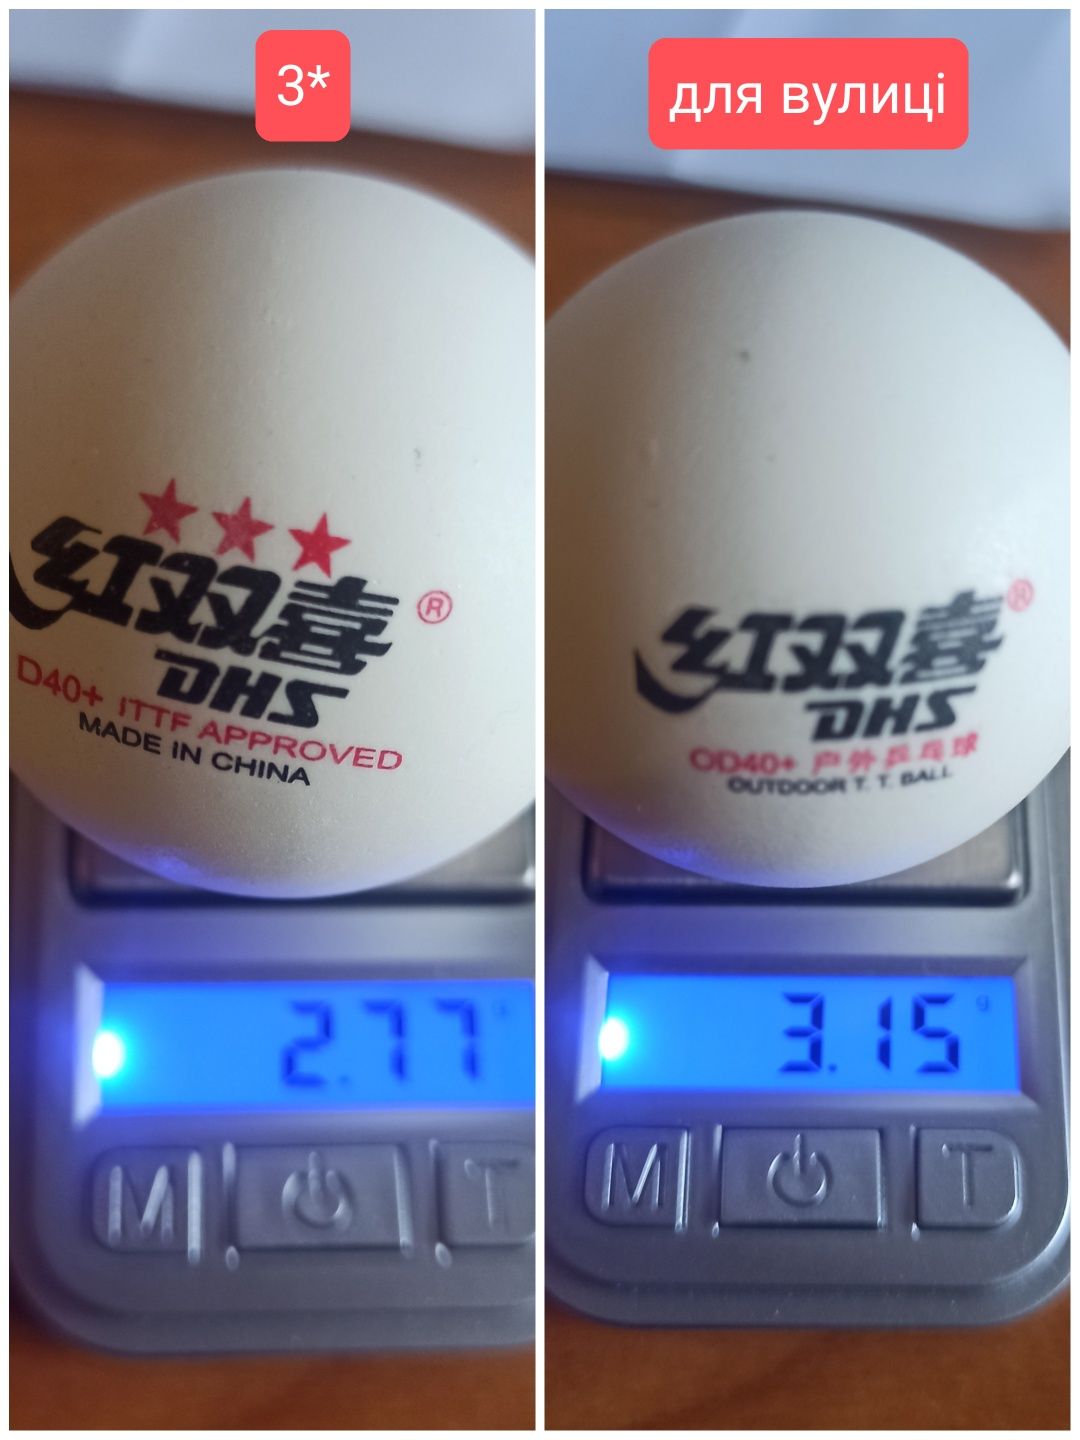 3*
★★★
红双喜 ®
DHS
D40+ ITTF APPROVED
MADE IN CHINA
2.77
M T
для вулиці
红双喜 ®
DHS
OD40+ 户外乒乓球
OUTDOOR T. T. BALL
3.15 g
M T